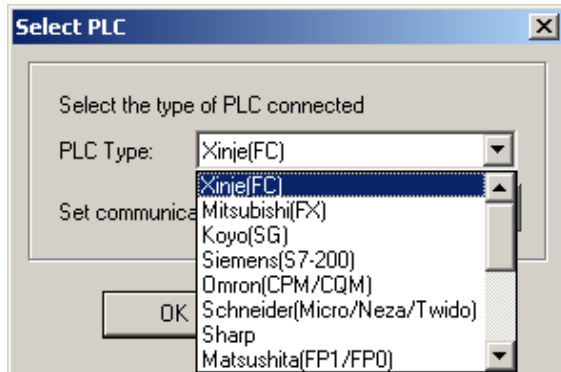 Select PLC
Select the type of PLC connected
PLC Type: Xinje(FC)
Xinje(FC)
Mitsubishi(FX)
Set communica
Koyo(SG)
Siemens(S7-200)
Omron(CPM/CQM)
OK
Schneider(Micro/Neza/Twido)
Sharp
Matsushita(FP1/FP0)